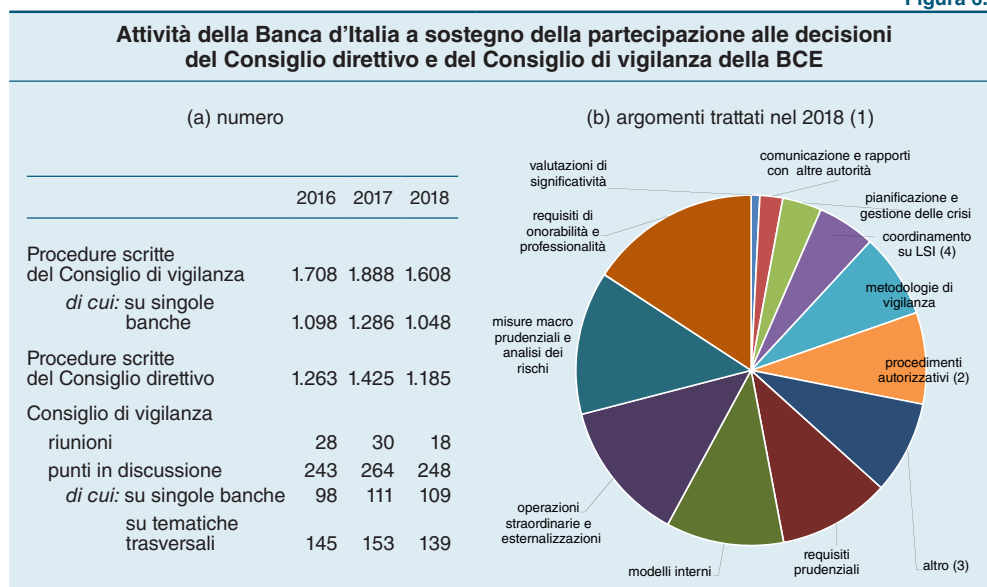 Attività della Banca d'Italia a sostegno della partecipazione alle decisioni
del Consiglio direttivo e del Consiglio di vigilanza della BCE
(a) numero
2016 2017 2018
Procedure scritte
del Consiglio di vigilanza 1.708 1.888 1.608
di cui: su singole
banche 1.098 1.286 1.048
Procedure scritte
del Consiglio direttivo 1.263 1.425 1.185
Consiglio di vigilanza
riunioni 28 30 18
punti in discussione 243 264 248
di cui: su singole banche 98 111 109
su tematiche
trasversali 145 153 139
(b) argomenti trattati nel 2018 (1)
valutazioni di
significatività
comunicazione e rapporti
con altre autorità
pianificazione e
gestione delle crisi
coordinamento
su LSI (4)
metodologie di
vigilanza
procedimenti
autorizzativi (2)
altro (3)
requisiti
prudenziali
modelli interni
operazioni
straordinarie e
esternalizzazioni
misure macro
prudenziali e
analisi dei
rischi
requisiti di
onorabilità e
professionalità